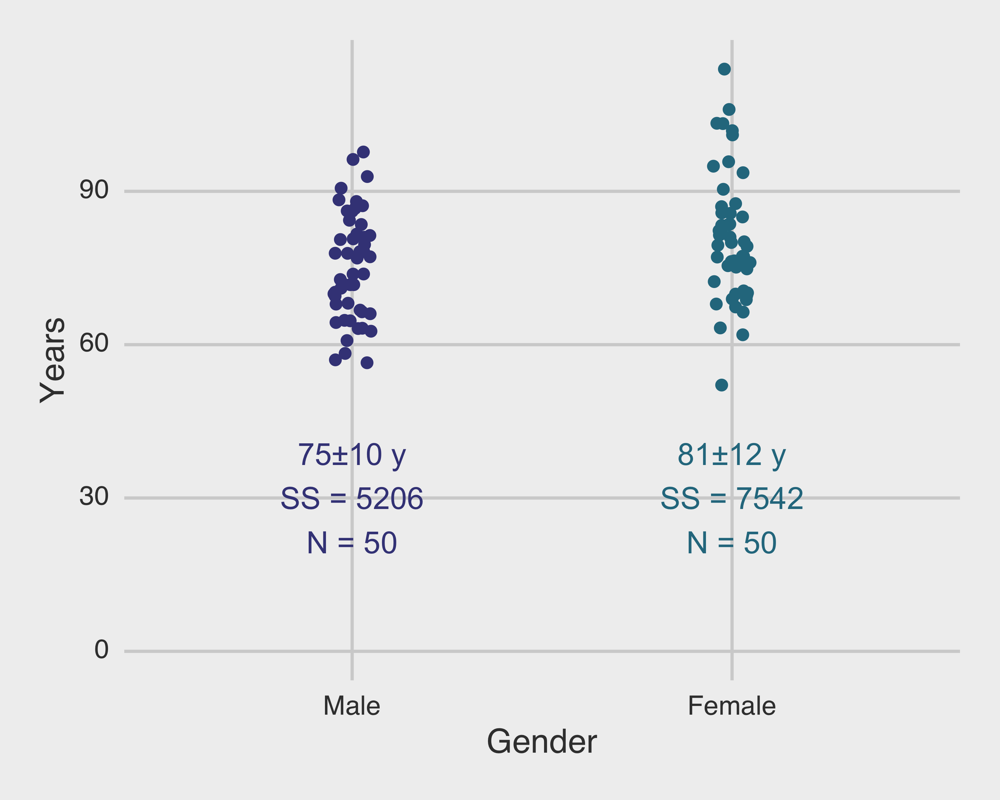 90
60
30
0
Years
75±10 y
SS = 5206
N = 50
81±12 y
SS = 7542
N = 50
Male
Female
Gender